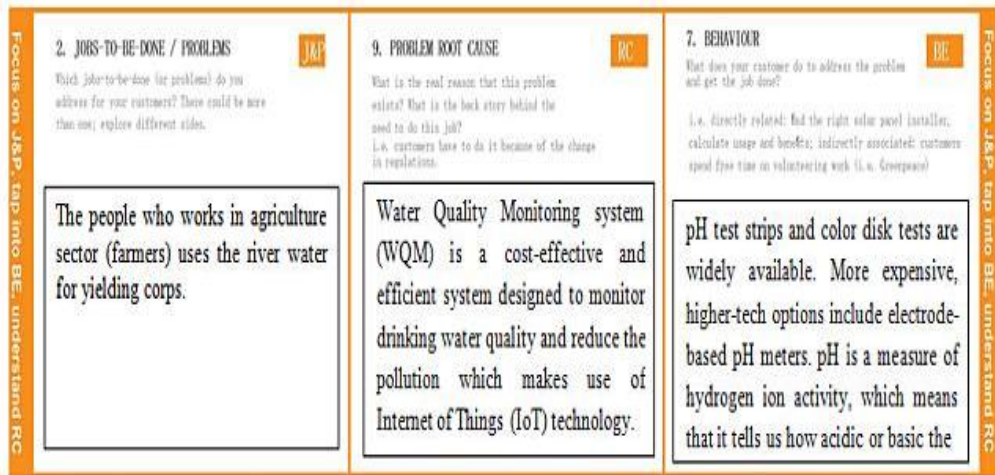 Focus on J&P, tap into BE, understand RC
2. JOBS-TO-BE-DONE / PROBLEMS
J&P
Which jobs-to-be-done (or problems) do you
address for your customers? There could be more
than one; explore different sides.
The people who works in agriculture
sector (farmers) uses the river water
for yielding corps.
9. PROBLEM ROOT CAUSE
RC
What is the real reason that this problem
exists? What is the back story behind the
need to do this job?
i.e. customers have to do it because of the change
in regulations.
Water Quality Monitoring system
(WQM) is a cost-effective and
efficient system designed to monitor
drinking water quality and reduce the
pollution which makes use of
Internet of Things (IoT) technology.
7. BEHAVIOUR
BE
What does your customer do to address the problem
and get the job done?
i.e. directly related: find the right solar panel installer,
calculate usage and benefits; indirectly associated: customers
spend free time on volunteering work (i.e. Greenpeace)
pH test strips and color disk tests are
widely available. More expensive,
higher-tech options include electrode-
based pH meters. pH is a measure of
hydrogen ion activity, which means
that it tells us how acidic or basic the
Focus on J&P, tap into BE, understand RC